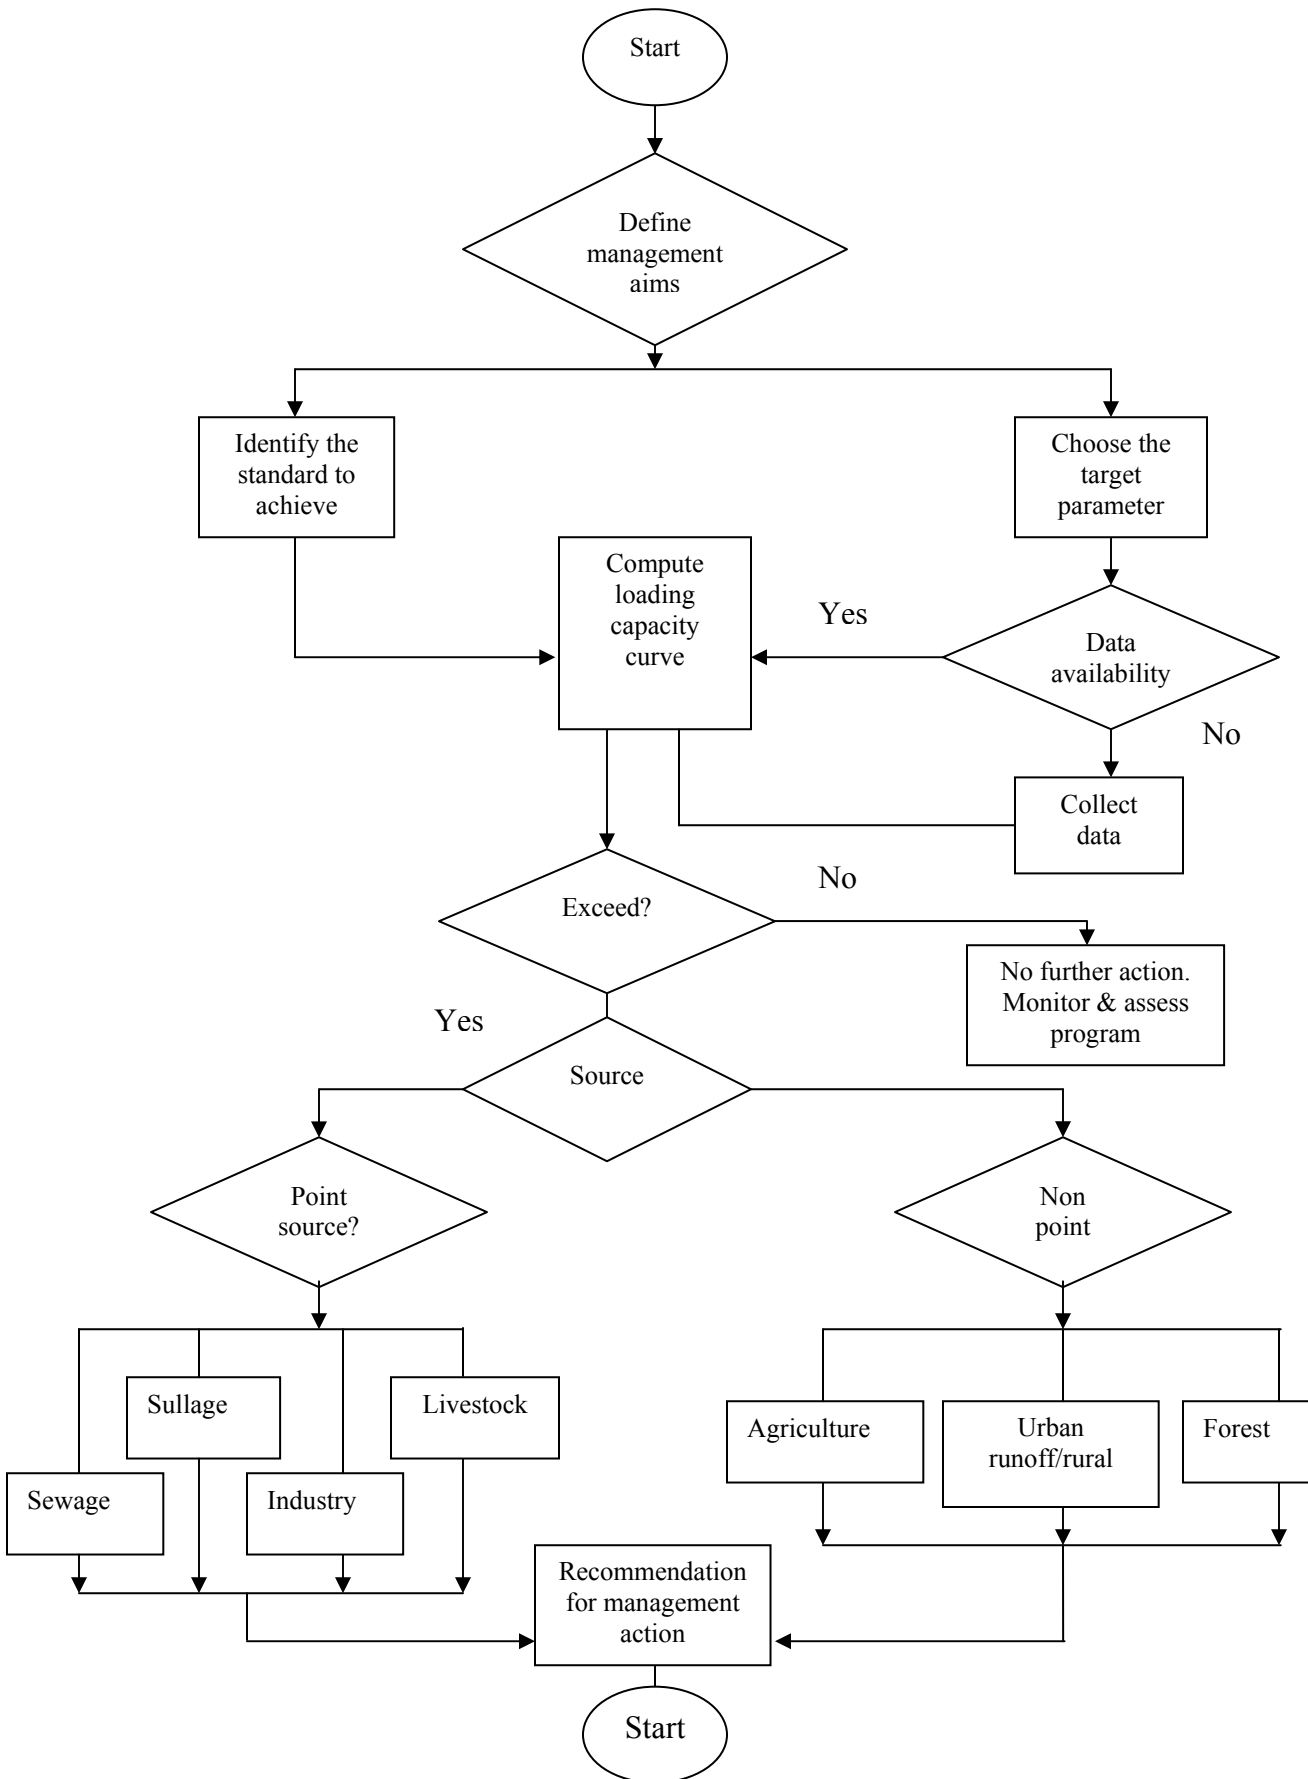 Start
Define
management
aims
Identify the
standard to
achieve
Choose the
target
parameter
Compute
loading
capacity
curve
Yes
Data
availability
No
Collect
data
Exceed?
No
No further action.
Monitor & assess
program
Yes
Source
Point
source?
Non
point
Sullage
Livestock
Sewage
Industry
Agriculture
Urban
runoff/rural
Forest
Recommendation
for management
action
Start